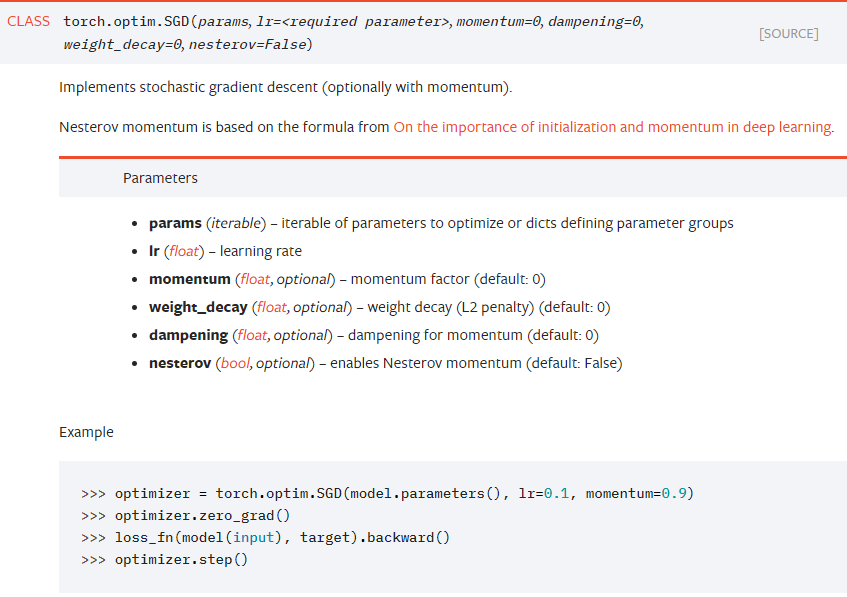 CLASS torch.optim.SGD(params, lr=<required parameter>, momentum=0, dampening=0,
weight_decay=0, nesterov=False)
[SOURCE]
Implements stochastic gradient descent (optionally with momentum).
Nesterov momentum is based on the formula from On the importance of initialization and momentum in deep learning.
Parameters
• params (iterable) – iterable of parameters to optimize or dicts defining parameter groups
• lr (float) – learning rate
• momentum (float, optional) – momentum factor (default: 0)
• weight_decay (float, optional) – weight decay (L2 penalty) (default: 0)
• dampening (float, optional) – dampening for momentum (default: 0)
• nesterov (bool, optional) – enables Nesterov momentum (default: False)
Example
>>> optimizer = torch.optim.SGD(model.parameters(), lr=0.1, momentum=0.9)
>>> optimizer.zero_grad()
>>> loss_fn(model(input), target).backward()
>>> optimizer.step()